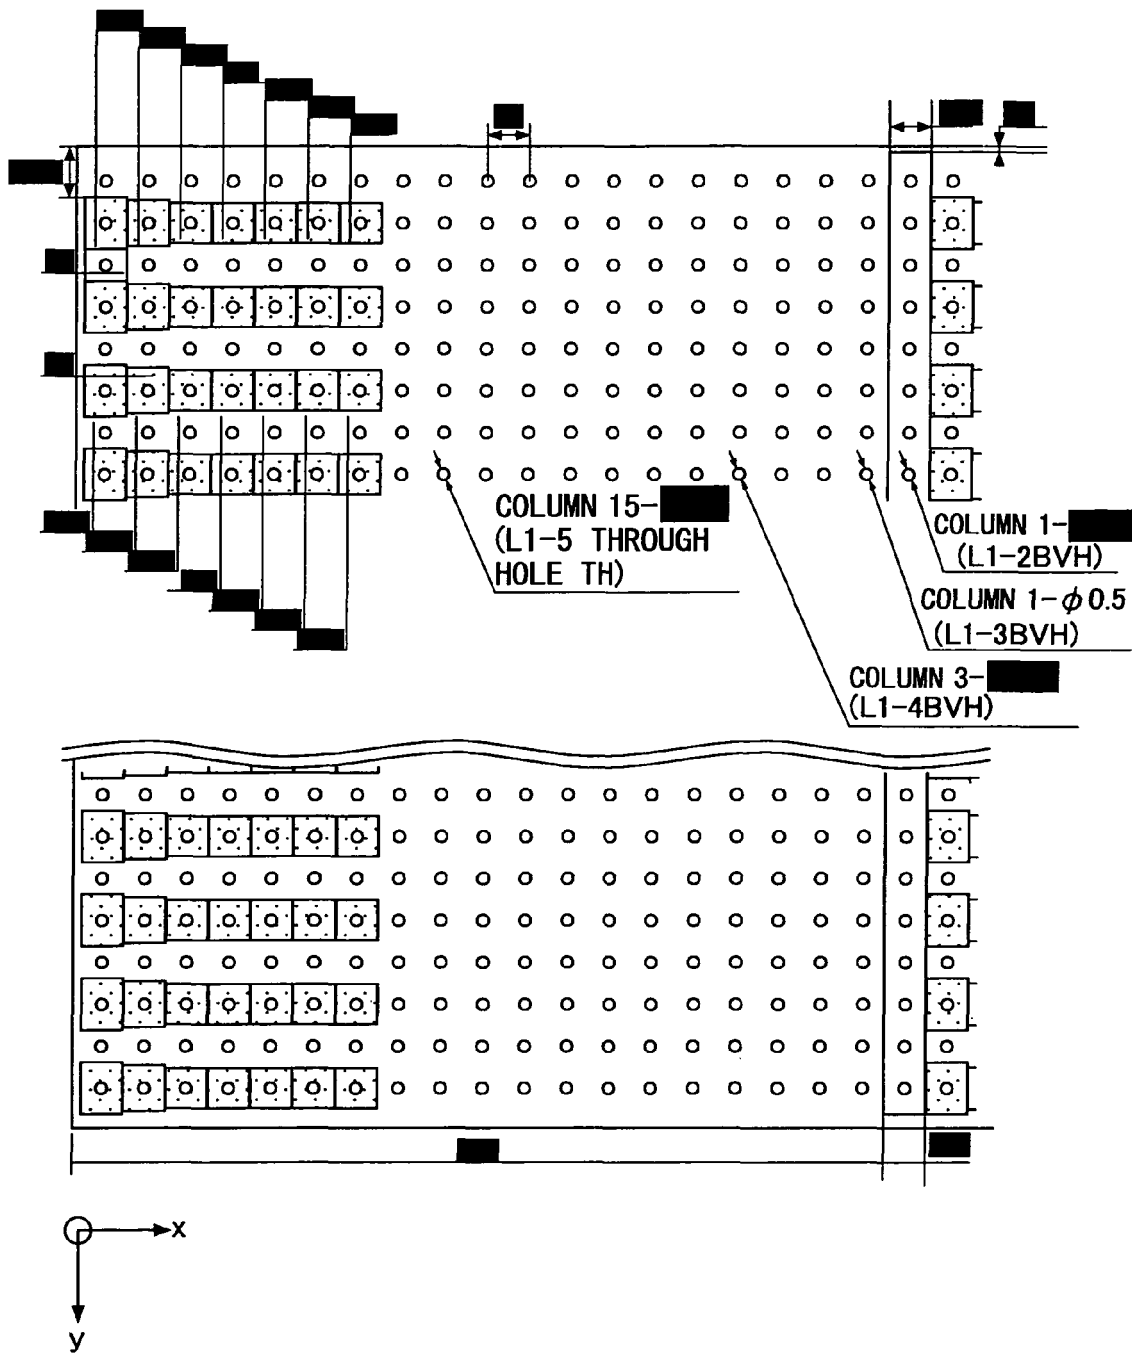 COLUMN 15-
(L1-5 THROUGH
HOLE TH)
COLUMN 1-
(L1-2BVH)
COLUMN 1-φ0.5
(L1-3BVH)
COLUMN 3-
(L1-4BVH)
x
y